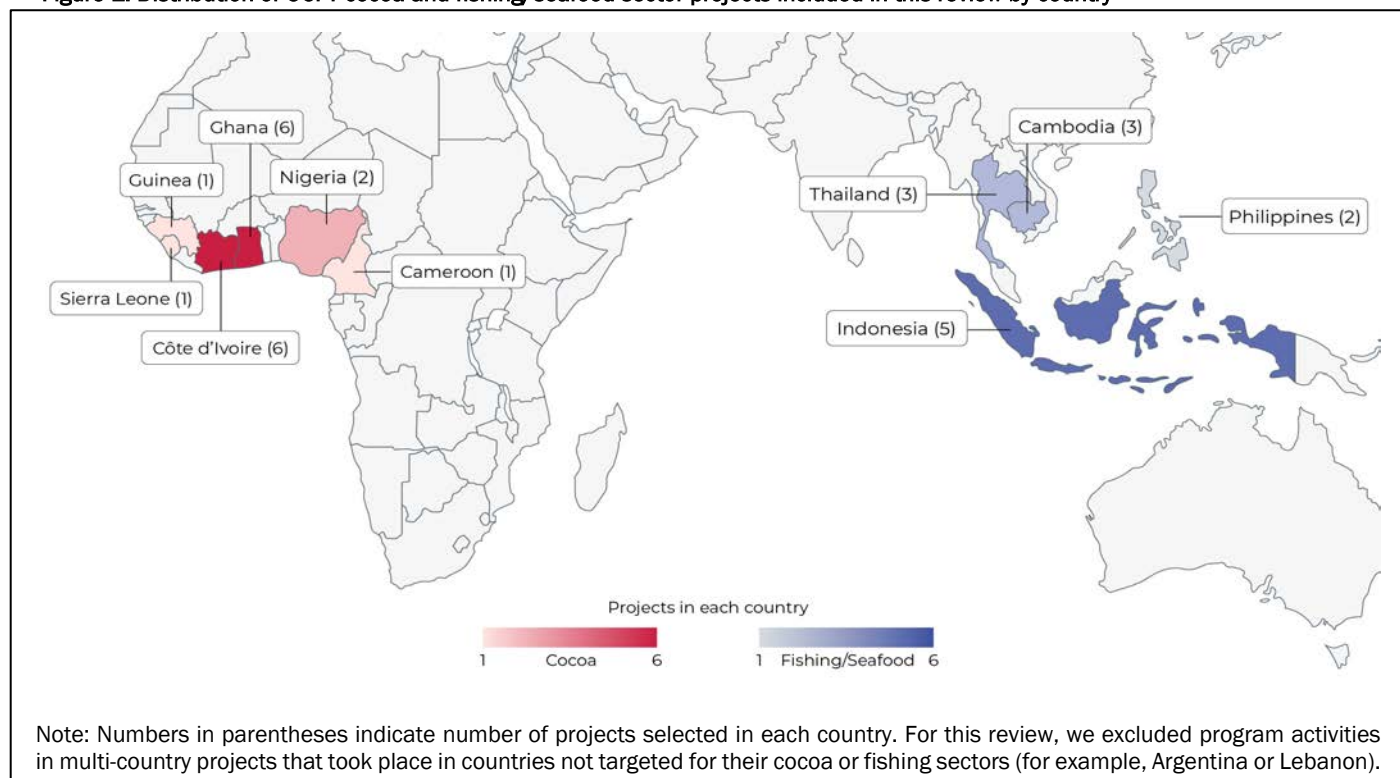 Ghana (6)
Cambodia (3)
Guinea (1)
Nigeria (2)
Thailand (3)
Philippines (2)
Cameroon (1)
Sierra Leone (1)
Indonesia (5)
Côte d'Ivoire (6)
Projects in each country
1 Cocoa 6 1 Fishing/Seafood 6
Note: Numbers in parentheses indicate number of projects selected in each country. For this review, we excluded program activities
in multi-country projects that took place in countries not targeted for their cocoa or fishing sectors (for example, Argentina or Lebanon).